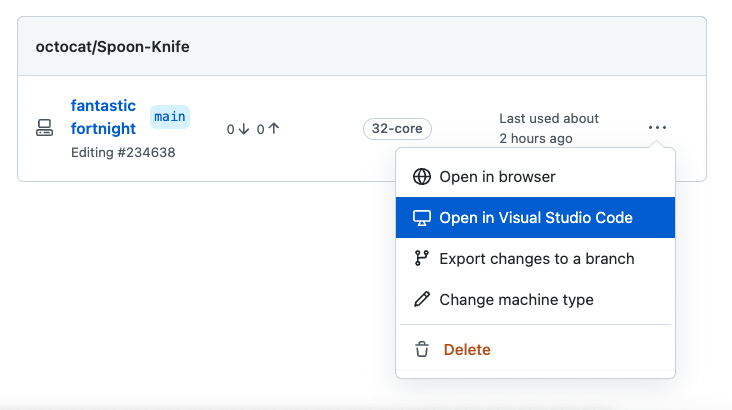 octocat/Spoon-Knife
fantastic
fortnight
main
Editing #234638
0↓ 0↑
32-core
Last used about
2 hours ago
Open in browser
Open in Visual Studio Code
Export changes to a branch
Change machine type
Delete